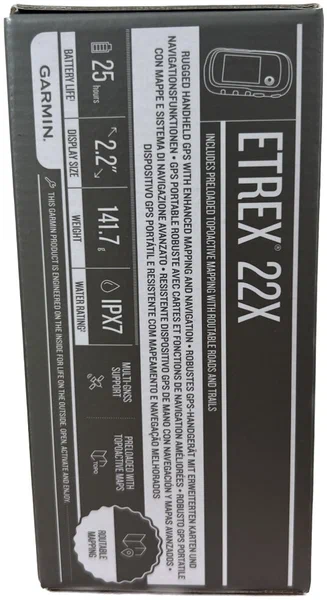 ETREX® 22X
INCLUDES PRELOADED TOPOACTIVE MAPPING WITH ROUTABLE ROADS AND TRAILS
RUGGED HANDHELD GPS WITH ENHANCED MAPPING AND NAVIGATION • ROBUSTES GPS-HANDGERÄT MIT ERWEITERTEN KARTEN UND
NAVIGATIONSFUNKTIONEN • GPS PORTABLE ROBUSTE AVEC CARTES ET FONCTIONS DE NAVIGATION AMÉLIORÉES • ROBUSTO GPS PORTATILE
CON MAPPE E SISTEMA DI NAVIGAZIONE AVANZATO • RESISTENTE DISPOSITIVO GPS DE MANO CON NAVEGACIÓN Y MAPAS AVANZADOS •
DISPOSITIVO GPS PORTÁTIL E RESISTENTE COM MAPEAMENTO E NAVEGAÇÃO MELHORADOS
25 hours
BATTERY LIFE¹
2.2”
DISPLAY SIZE
141.7 g
WEIGHT
IPX7
WATER RATING²
MULTI-GNSS
SUPPORT
PRELOADED WITH
TOPOACTIVE MAPS
TOPO
ROUTABLE
MAPPING
GARMIN.
THIS GARMIN PRODUCT IS ENGINEERED ON THE INSIDE FOR LIFE ON THE OUTSIDE. OPEN, ACTIVATE AND ENJOY.